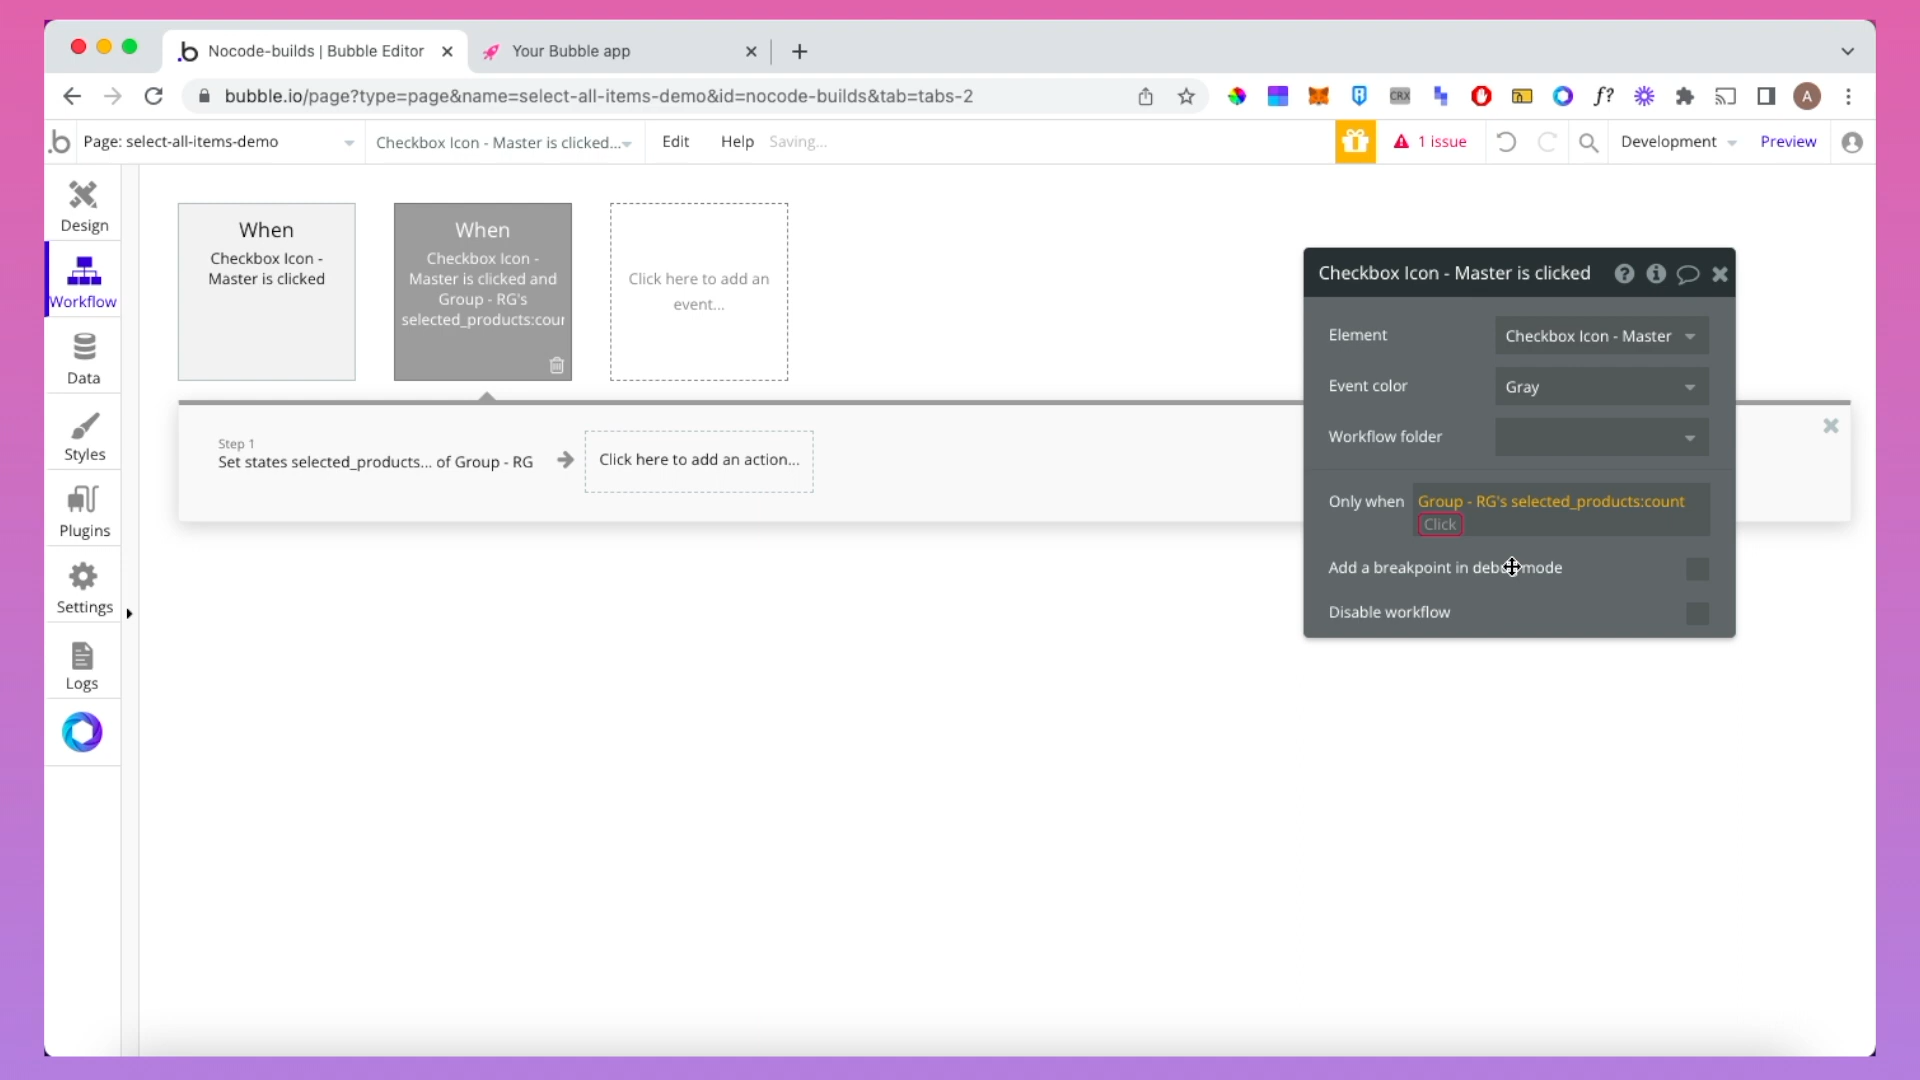 Nocode-builds | Bubble Editor
Your Bubble app
bubble.io/page?type=page&name=select-all-items-demo&id=nocode-builds&tab=tabs-2
CRX
f?
A
Page: select-all-items-demo
Checkbox Icon - Master is clicked...
Edit
Help
Saving...
1 issue
Development
Preview
Design
Workflow
Data
Styles
Plugins
Settings
Logs
When
Checkbox Icon -
Master is clicked
When
Checkbox Icon -
Master is clicked and
Group - RG's
selected_products:cour
Click here to add an
event...
Step 1
Set states selected_products... of Group - RG
Click here to add an action...
Checkbox Icon - Master is clicked
Element
Checkbox Icon - Master
Event color
Gray
Workflow folder
Only when
Group - RG's selected_products:count
Click
Add a breakpoint in debug mode
Disable workflow